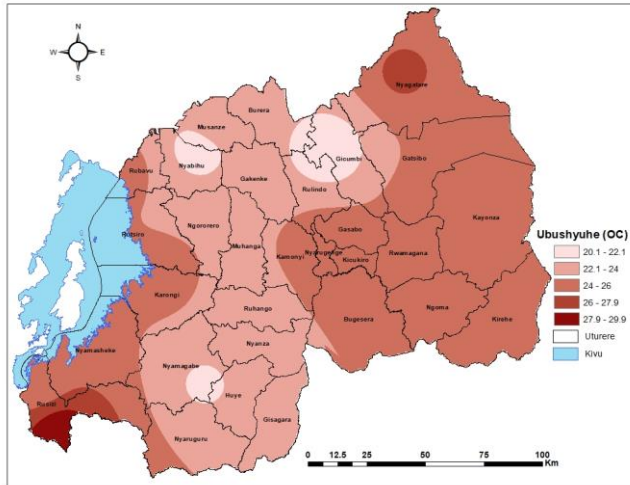 N
W E
S
Nyagatare
Burera
Musanze
Nyabihu
Gicumbi
Rubavu
Gakenke
Rulindo
Gatsibo
Rutsiro
Ngororero
Gasabo
Kayonza
Muhanga
Kamonyi
Nyarugenge
Kicukiro
Rwamagana
Karongi
Ruhango
Bugesera
Ngoma
Kirehe
Nyamasheke
Nyanza
Nyamagabe
Huye
Rusizi
Gisagara
Nyaruguru
Ubushyuhe (OC)
20.1 - 22.1
22.1 - 24
24 - 26
26 - 27.9
27.9 - 29.9
Uturere
Kivu
0 12.5 25 50 75 100
Km